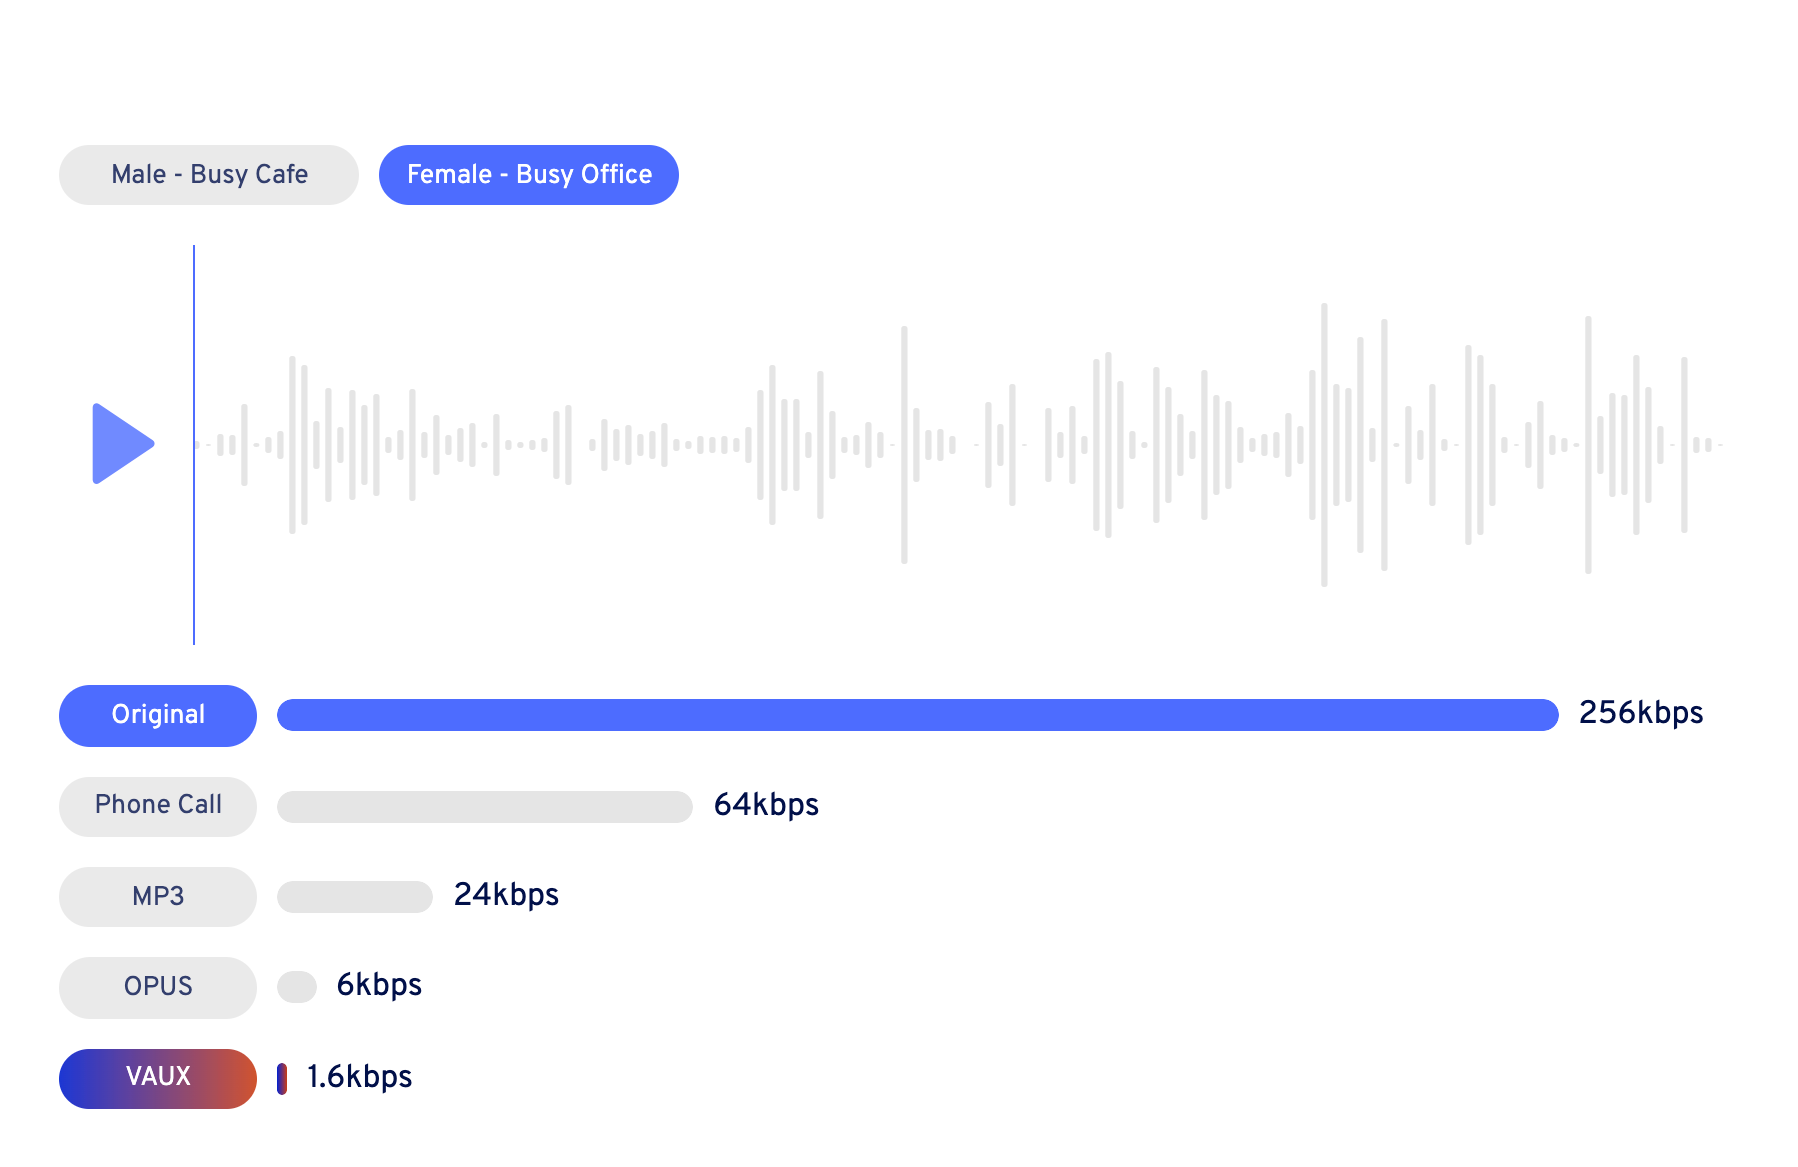 Male - Busy Cafe
Female - Busy Office
Original
256kbps
Phone Call
64kbps
MP3
24kbps
OPUS
6kbps
VAUX
1.6kbps